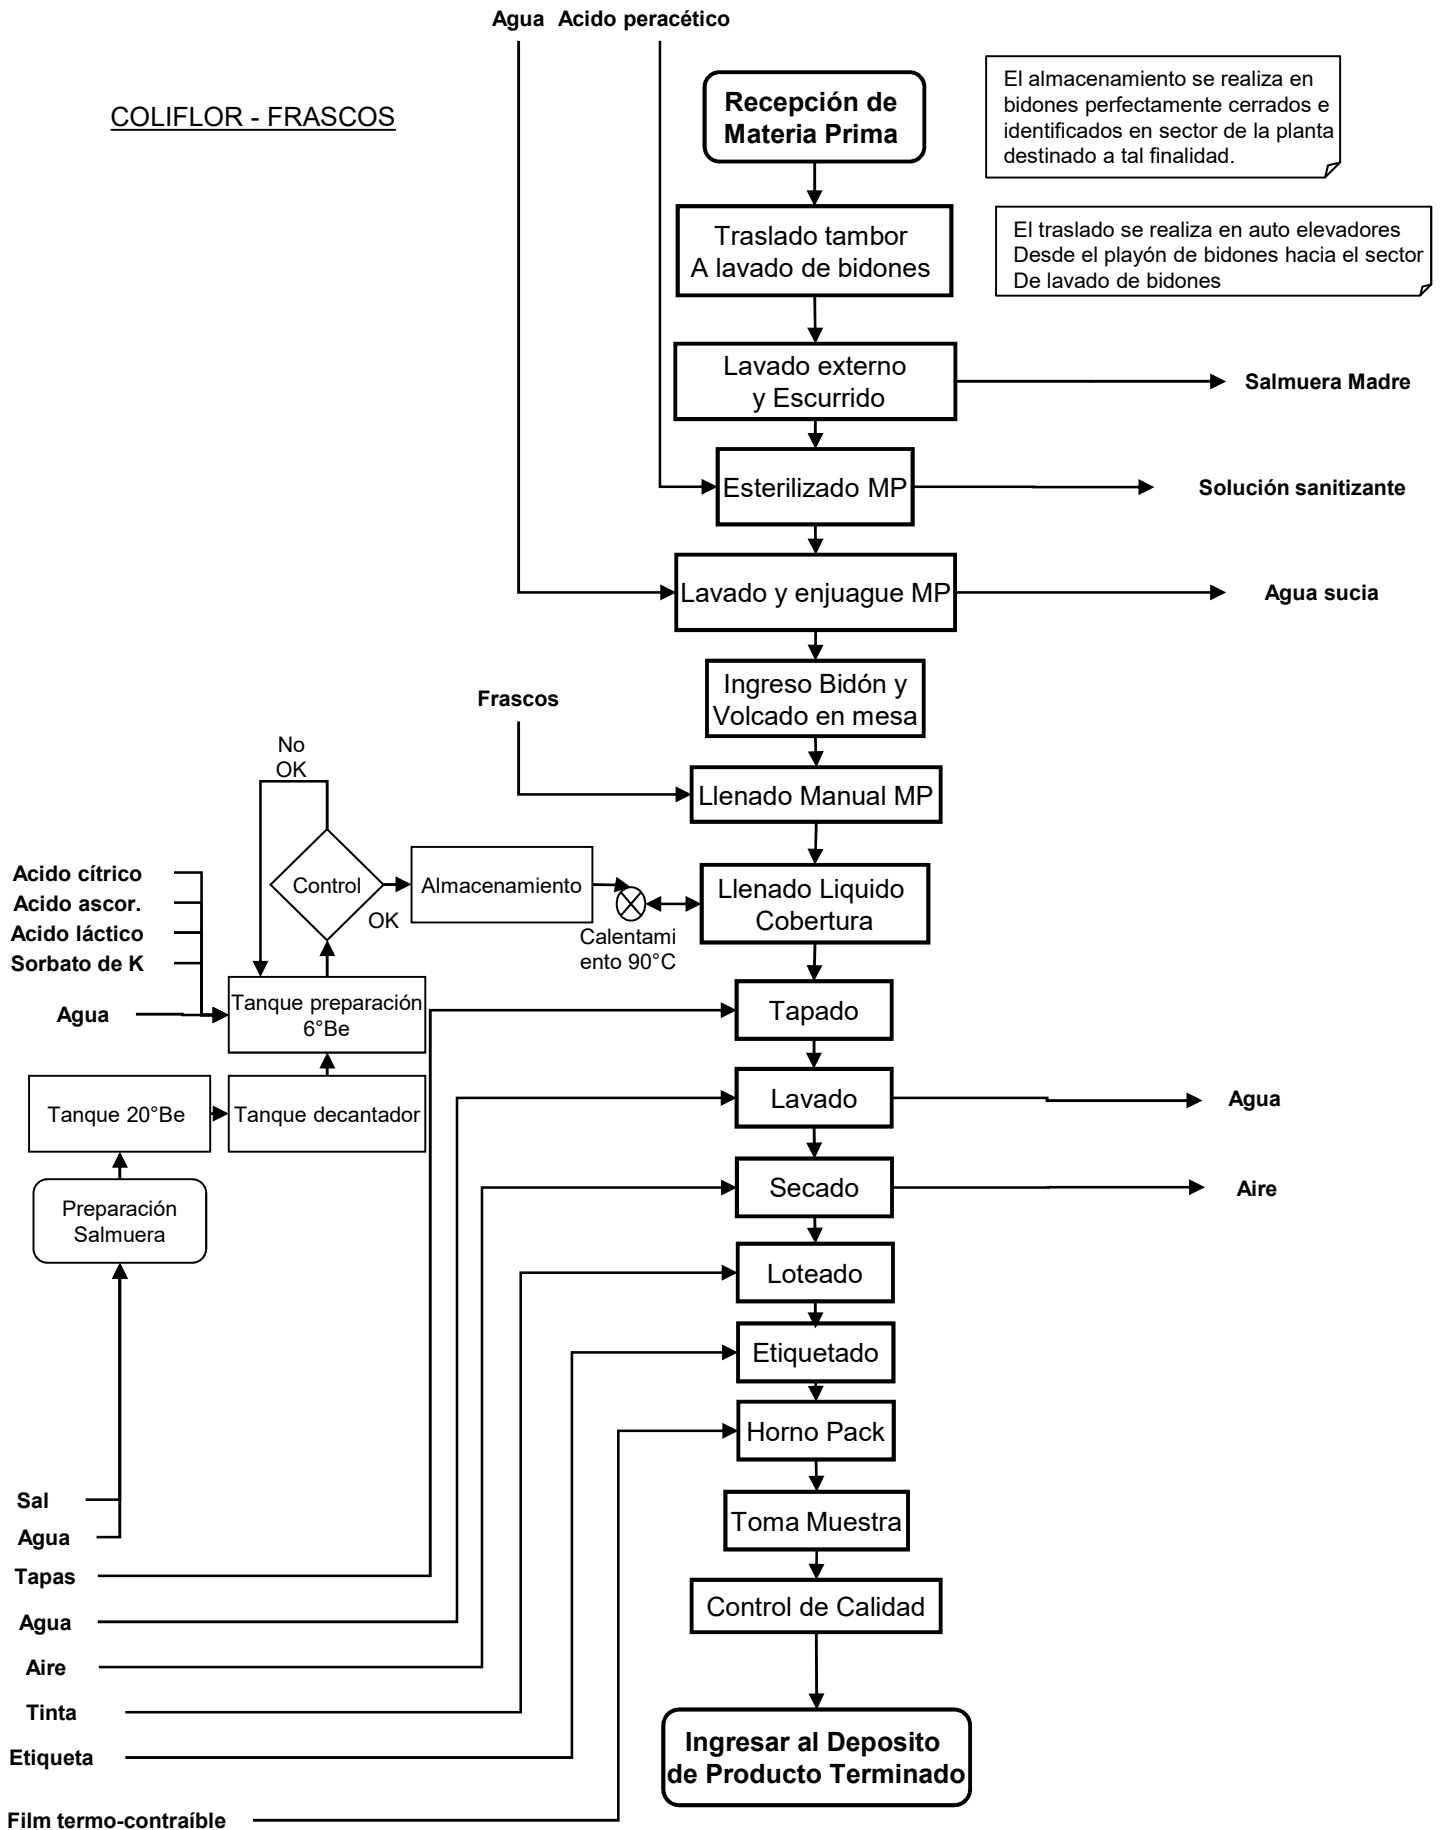 Agua
Acido peracético
COLIFLOR - FRASCOS
Recepción de
Materia Prima
El almacenamiento se realiza en
bidones perfectamente cerrados e
identificados en sector de la planta
destinado a tal finalidad.
Traslado tambor
A lavado de bidones
El traslado se realiza en auto elevadores
Desde el playón de bidones hacia el sector
De lavado de bidones
Lavado externo
y Escurrido
Salmuera Madre
Esterilizado MP
Solución sanitizante
Lavado y enjuague MP
Agua sucia
Ingreso Bidón y
Volcado en mesa
Frascos
Llenado Manual MP
No
OK
Control
OK
Almacenamiento
Calentami
ento 90°C
Llenado Liquido
Cobertura
Acido cítrico
Acido ascor.
Acido láctico
Sorbato de K
Agua
Tanque preparación
6°Be
Tapado
Tanque 20°Be
Tanque decantador
Lavado
Agua
Preparación
Salmuera
Secado
Aire
Loteado
Etiquetado
Horno Pack
Sal
Agua
Toma Muestra
Tapas
Control de Calidad
Agua
Aire
Tinta
Etiqueta
Ingresar al Deposito
de Producto Terminado
Film termo-contraíble